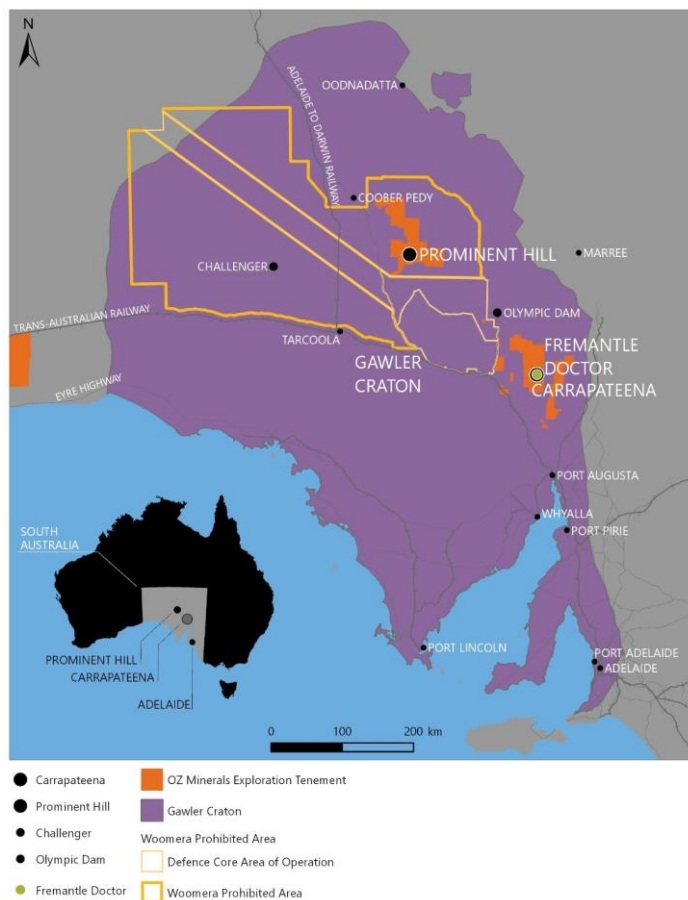 N
OODNADATTA
ADELAIDE TO DARWIN RAILWAY
COOBER PEDY
PROMINENT HILL
MARREE
CHALLENGER
OLYMPIC DAM
TRANS-AUSTRALIAN RAILWAY
TARCOOLA
FREMANTLE
DOCTOR
CARRAPATEENA
GAWLER
CRATON
EYRE HIGHWAY
PORT AUGUSTA
WHYALLA
PORT PIRIE
SOUTH
AUSTRALIA
PORT LINCOLN
PORT ADELAIDE
ADELAIDE
PROMINENT HILL
CARRAPATEENA
ADELAIDE
0 100 200 km
Carrapateena
Prominent Hill
Challenger
Olympic Dam
Fremantle Doctor
OZ Minerals Exploration Tenement
Gawler Craton
Woomera Prohibited Area
Defence Core Area of Operation
Woomera Prohibited Area